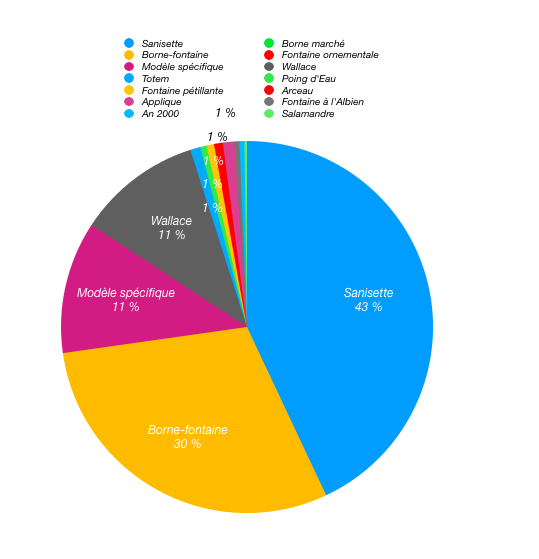 Sanisette
Borne-fontaine
Modèle spécifique
Totem
Fontaine pétillante
Applique
An 2000
Borne marché
Fontaine ornementale
Wallace
Poing d'Eau
Arceau
Fontaine à l'Albien
Salamandre
1 %
1 %
1 %
1 %
1 %
Wallace
11 %
Modèle spécifique
11 %
Sanisette
43 %
Borne-fontaine
30 %